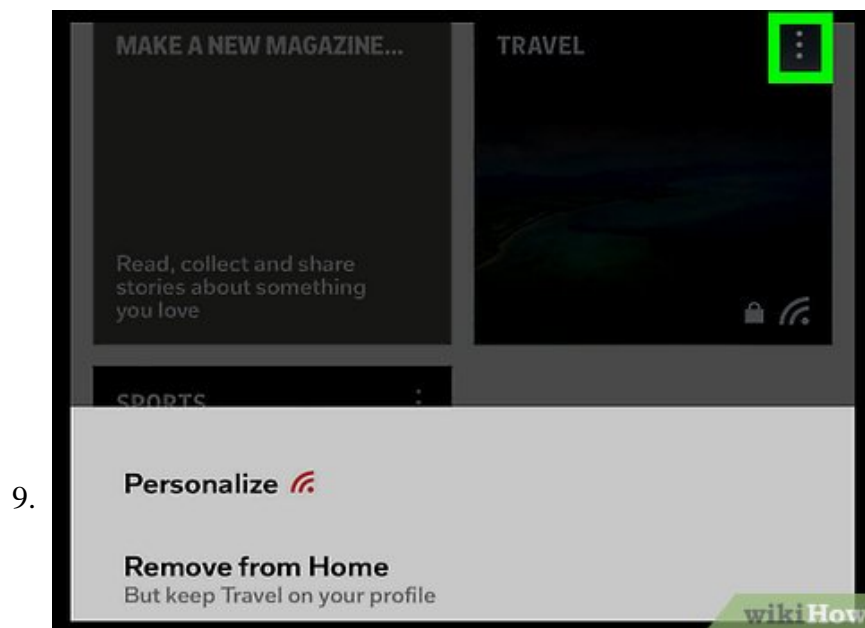 MAKE A NEW MAGAZINE...
TRAVEL
Read, collect and share
stories about something
you love
SPORTS
9.
Personalize
Remove from Home
But keep Travel on your profile
wikiHow